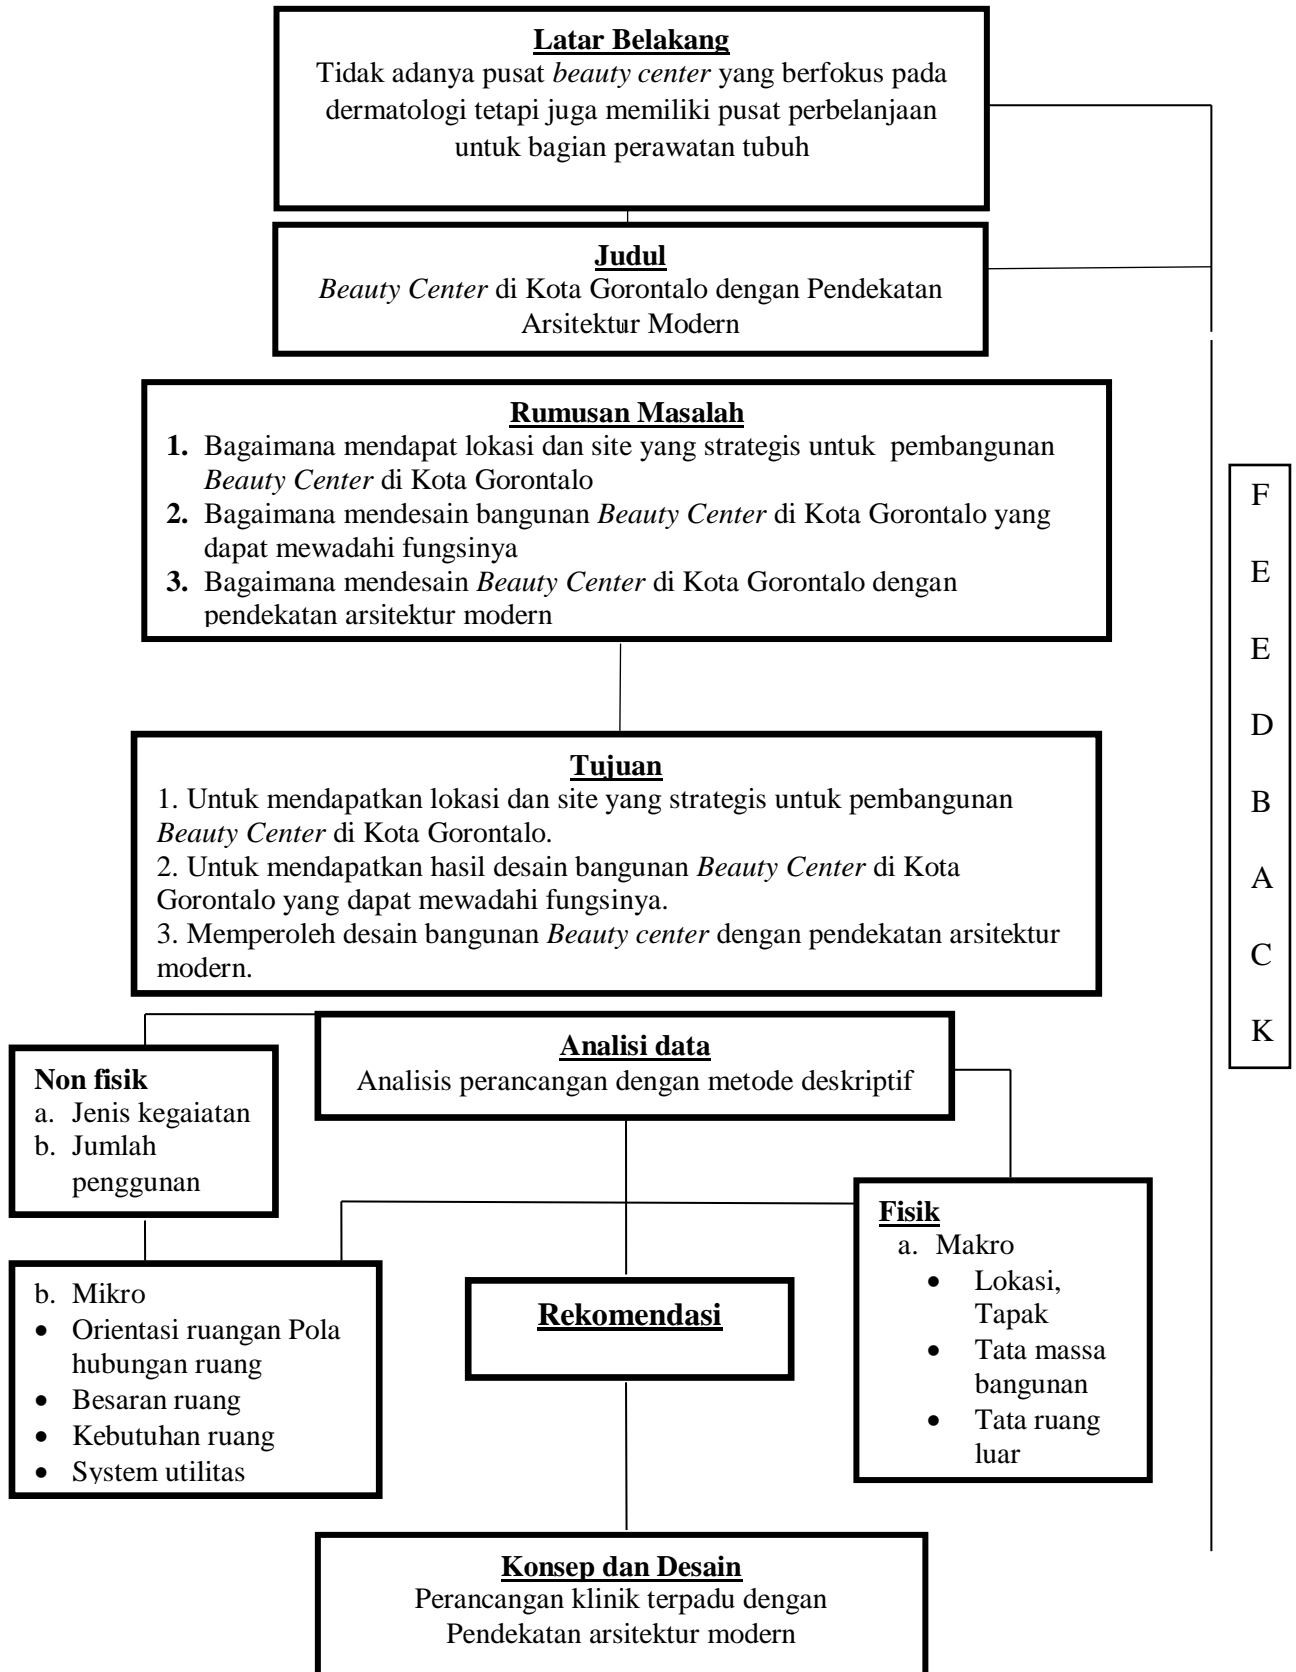 Latar Belakang
Tidak adanya pusat beauty center yang berfokus pada
dermatologi tetapi juga memiliki pusat perbelanjaan
untuk bagian perawatan tubuh
Judul
Beauty Center di Kota Gorontalo dengan Pendekatan
Arsitektur Modern
Rumusan Masalah
1. Bagaimana mendapat lokasi dan site yang strategis untuk pembangunan
Beauty Center di Kota Gorontalo
2. Bagaimana mendesain bangunan Beauty Center di Kota Gorontalo yang
dapat mewadahi fungsinya
3. Bagaimana mendesain Beauty Center di Kota Gorontalo dengan
pendekatan arsitektur modern
F
E
E
D
B
A
C
K
Tujuan
1. Untuk mendapatkan lokasi dan site yang strategis untuk pembangunan
Beauty Center di Kota Gorontalo.
2. Untuk mendapatkan hasil desain bangunan Beauty Center di Kota
Gorontalo yang dapat mewadahi fungsinya.
3. Memperoleh desain bangunan Beauty center dengan pendekatan arsitektur
modern.
Analisi data
Analisis perancangan dengan metode deskriptif
Non fisik
a. Jenis kegaiatan
b. Jumlah
penggunan
Fisik
a. Makro
• Lokasi,
Tapak
• Tata massa
bangunan
• Tata ruang
luar
b. Mikro
• Orientasi ruangan Pola
hubungan ruang
• Besaran ruang
• Kebutuhan ruang
• System utilitas
Rekomendasi
Konsep dan Desain
Perancangan klinik terpadu dengan
Pendekatan arsitektur modern